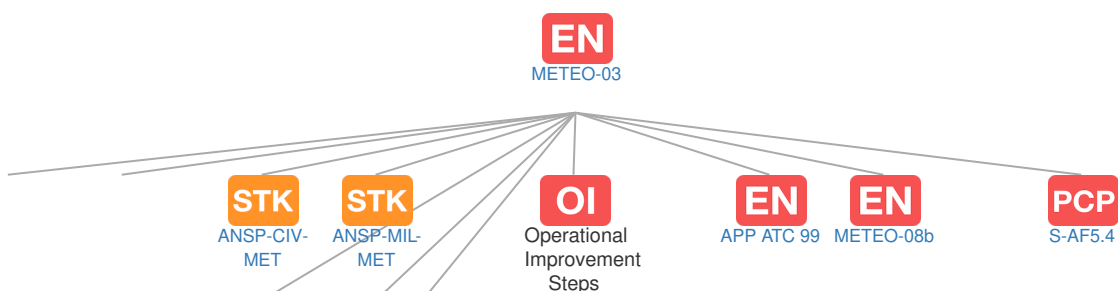 EN
METEO-03
STK
STK
OI
EN
EN
PCP
ANSP-CIV-
MET
ANSP-MIL-
MET
Operational
Improvement
Steps
APP ATC 99
METEO-08b
S-AF5.4